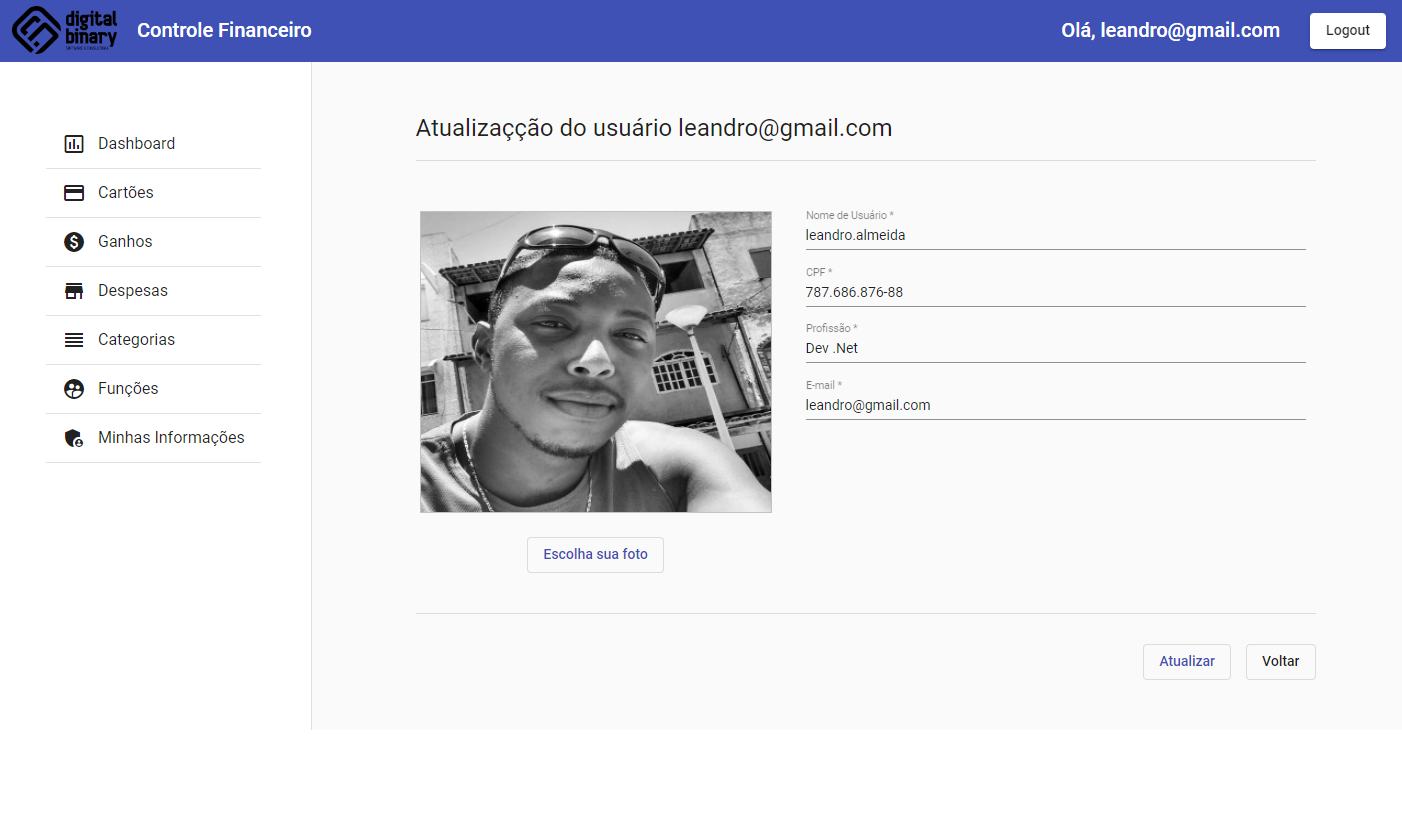 digital
binary
Controle Financeiro
Olá, leandro@gmail.com
Logout
Dashboard
Cartões
Ganhos
Despesas
Categorias
Funções
Minhas Informações
Atualizaçção do usuário leandro@gmail.com
Nome de Usuário *
leandro.almeida
CPF *
787.686.876-88
Profissão *
Dev .Net
E-mail *
leandro@gmail.com
Escolha sua foto
Atualizar
Voltar